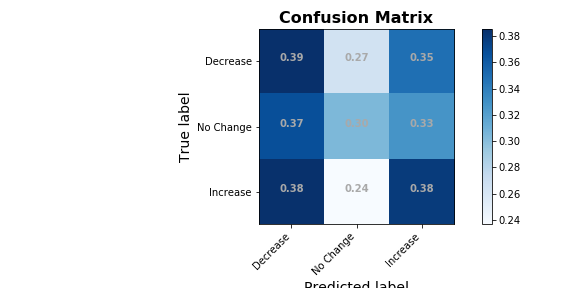 Confusion Matrix
Decrease 0.39 0.27 0.35
No Change 0.37 0.33
Increase 0.38 0.24 0.38
True label
Decrease
No Change
Increase
Predicted label
0.38
0.36
0.34
0.32
0.30
0.28
0.26
0.24